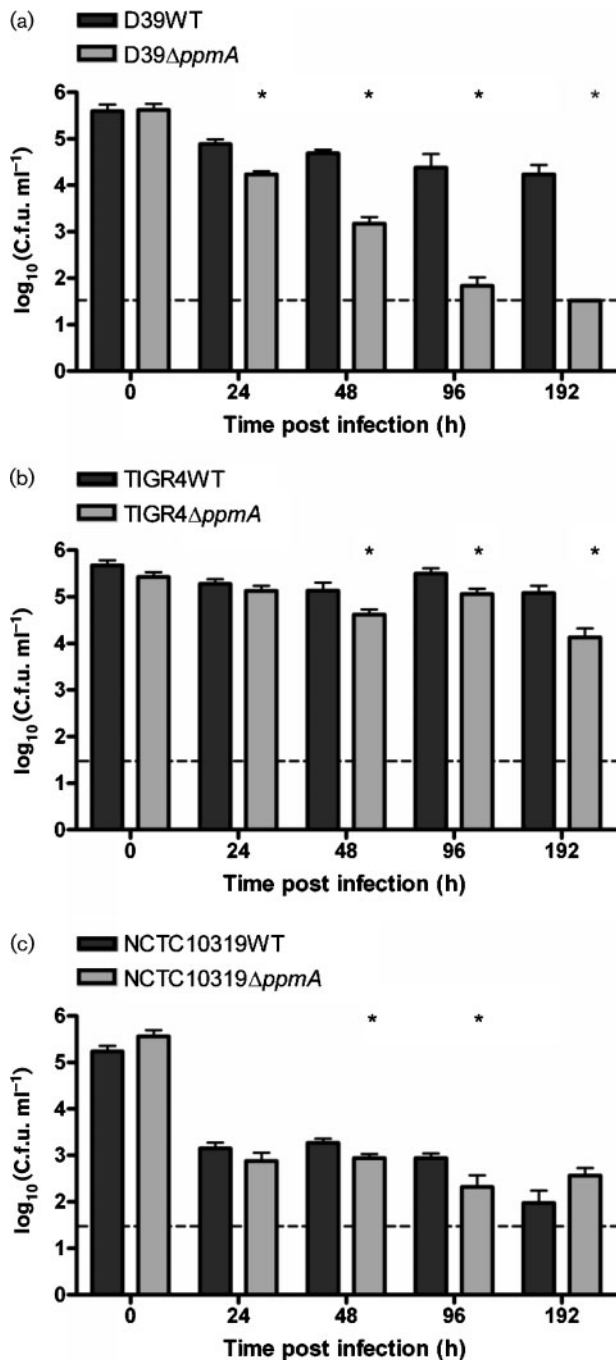 (a)
D39WT
D39ΔppmA
* * * *
6
5
4
3
2
1
0
log₁₀(C.f.u. ml⁻¹)
0 24 48 96 192
Time post infection (h)
(b)
TIGR4WT
TIGR4ΔppmA
* * *
6
5
4
3
2
1
0
log₁₀(C.f.u. ml⁻¹)
0 24 48 96 192
Time post infection (h)
(c)
NCTC10319WT
NCTC10319ΔppmA
* *
6
5
4
3
2
1
0
log₁₀(C.f.u. ml⁻¹)
0 24 48 96 192
Time post infection (h)